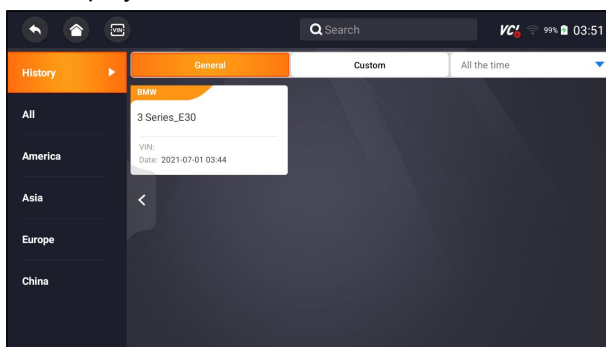 VIN
Search
VCI
99%
03:51
History
General
Custom
All the time
BMW
3 Series_E30
VIN:
Date: 2021-07-01 03:44
All
America
Asia
Europe
China